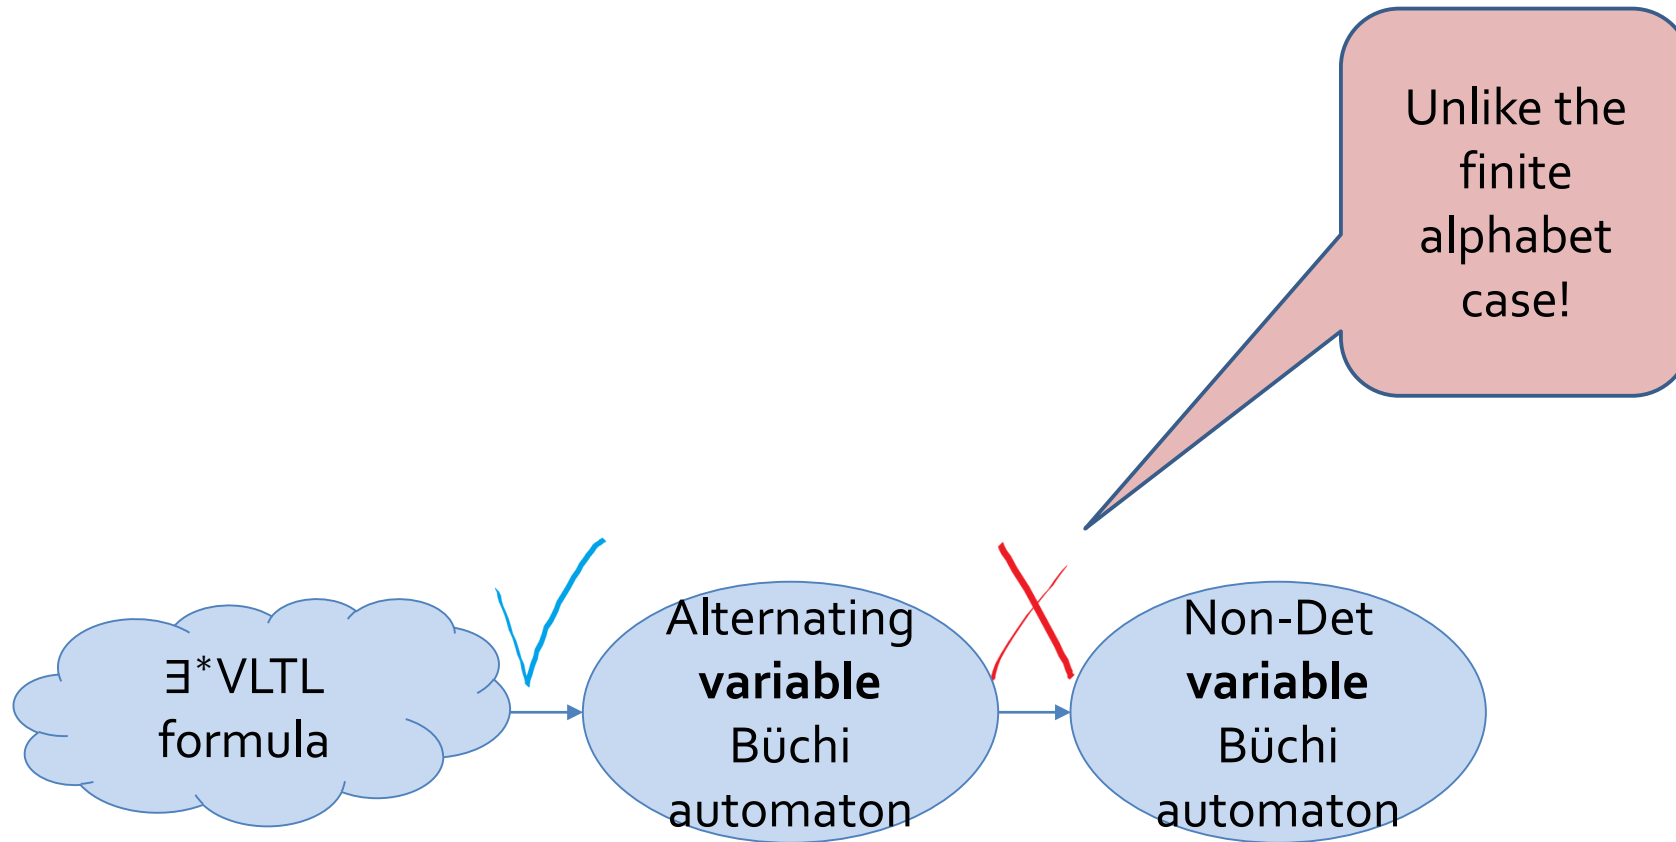 Unlike the
finite
alphabet
case!
∃*VLTL
formula
Alternating
variable
Büchi
automaton
Non-Det
variable
Büchi
automaton